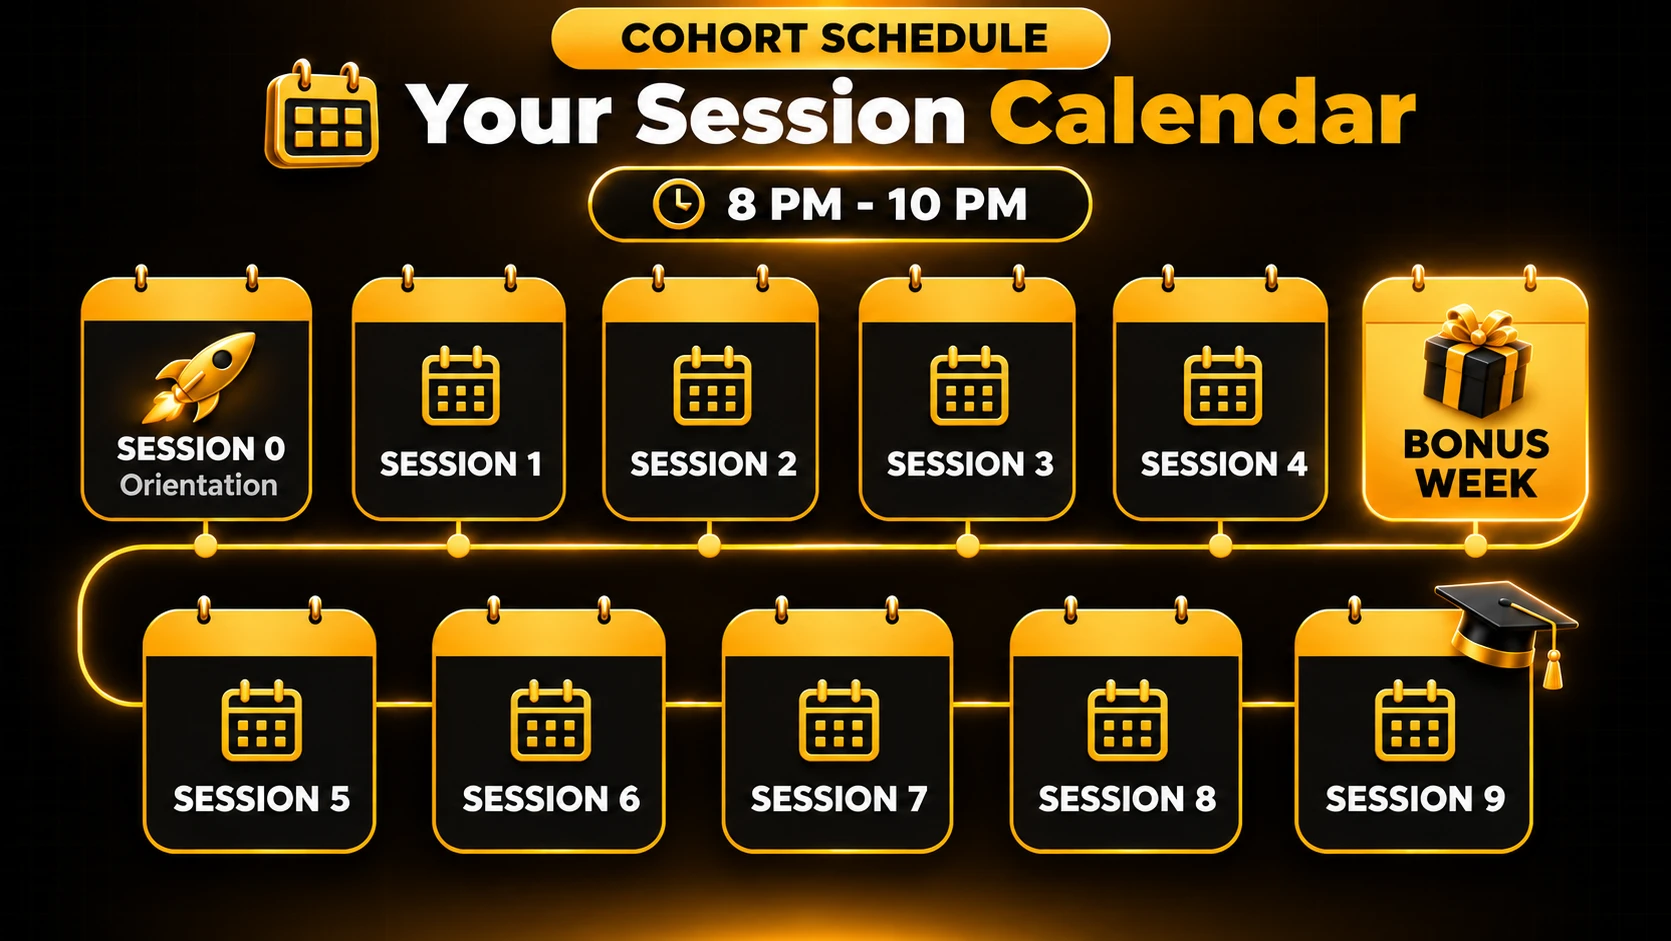 COHORT SCHEDULE
Your Session Calendar
8 PM - 10 PM
SESSION 0
Orientation
SESSION 1
SESSION 2
SESSION 3
SESSION 4
BONUS
WEEK
SESSION 5
SESSION 6
SESSION 7
SESSION 8
SESSION 9